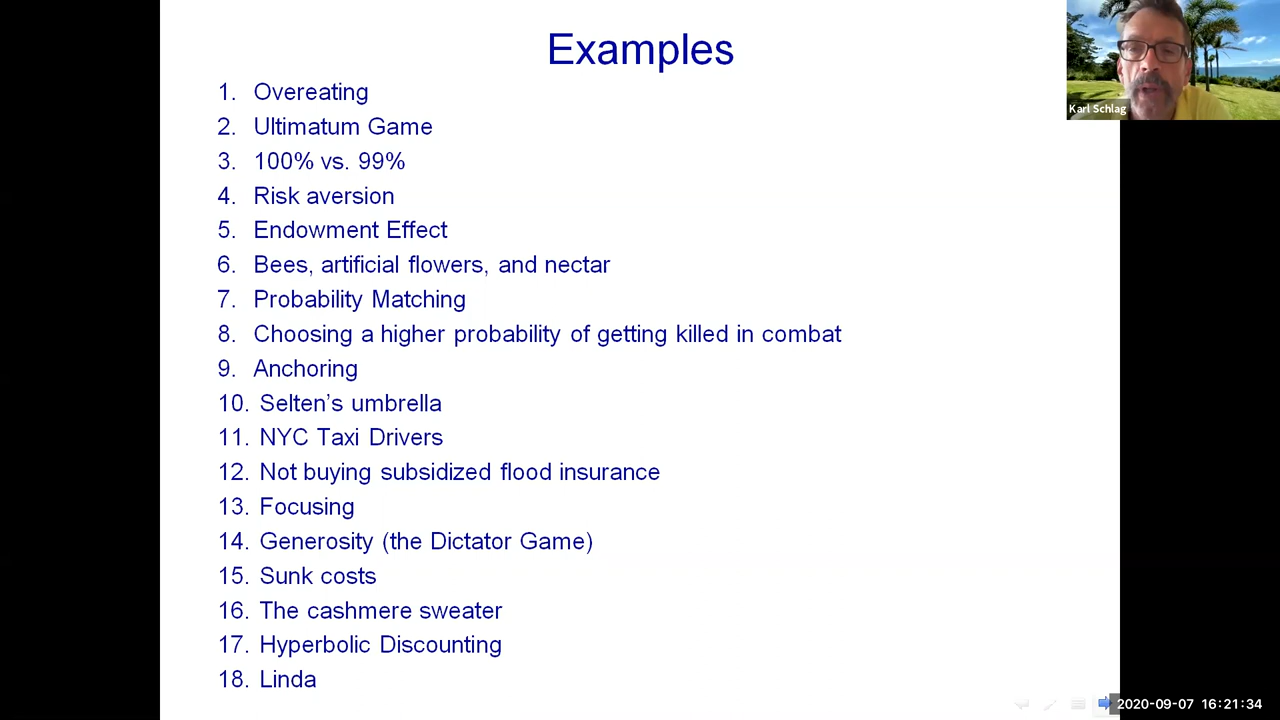 Examples
Karl Schlag
1. Overeating
2. Ultimatum Game
3. 100% vs. 99%
4. Risk aversion
5. Endowment Effect
6. Bees, artificial flowers, and nectar
7. Probability Matching
8. Choosing a higher probability of getting killed in combat
9. Anchoring
10. Selten's umbrella
11. NYC Taxi Drivers
12. Not buying subsidized flood insurance
13. Focusing
14. Generosity (the Dictator Game)
15. Sunk costs
16. The cashmere sweater
17. Hyperbolic Discounting
18. Linda
2020-09-07 16:21:34